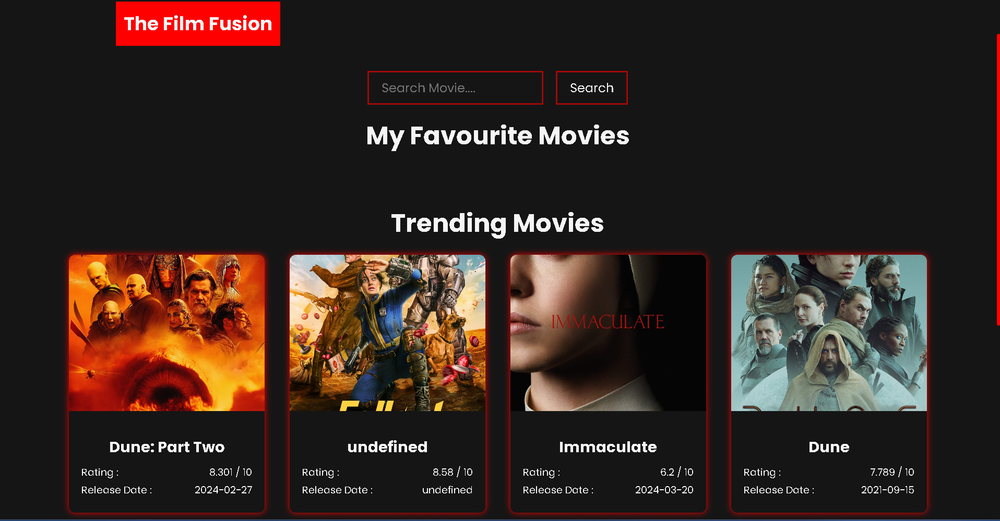 The Film Fusion
Search Movie....
Search
My Favourite Movies
Trending Movies
IMMACULATE
Dune: Part Two
Rating :
8.301 / 10
Release Date :
2024-02-27
undefined
Rating :
8.58 / 10
Release Date :
undefined
Immaculate
Rating :
6.2 / 10
Release Date :
2024-03-20
Dune
Rating :
7.789 / 10
Release Date :
2021-09-15